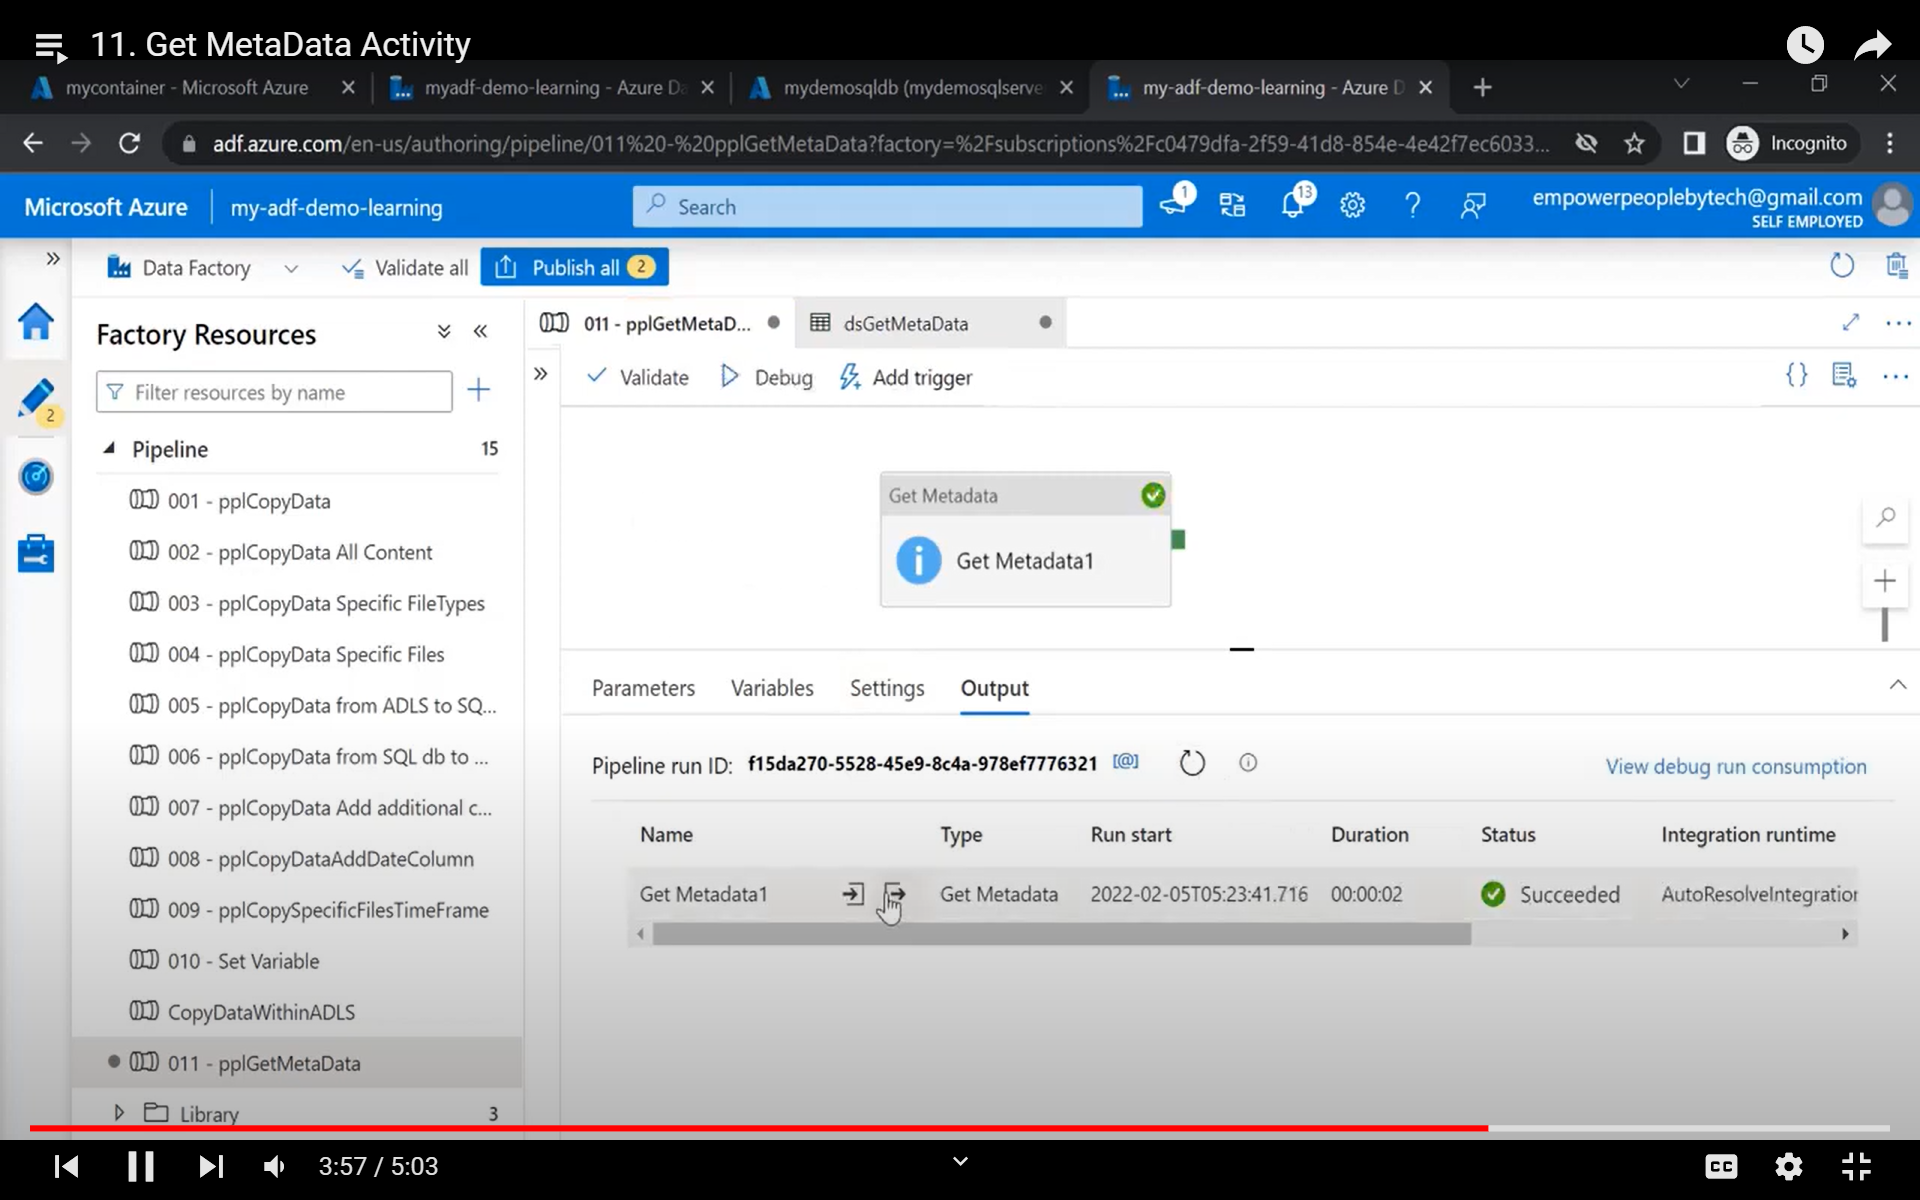 11. Get MetaData Activity
mycontainer - Microsoft Azure
myadf-demo-learning - Azure Da
mydemosqldb (mydemosqlserve
my-adf-demo-learning - Azure D
adf.azure.com/en-us/authoring/pipeline/011%20-%20pplGetMetaData?factory=%2Fsubscriptions%2Fc0479dfa-2f59-41d8-854e-4e42f7ec6033...
Incognito
Microsoft Azure
my-adf-demo-learning
Search
1
13
empowerpeoplebytech@gmail.com
SELF EMPLOYED
Data Factory
Validate all
Publish all 2
2
Factory Resources
Filter resources by name
Pipeline 15
001 - pplCopyData
002 - pplCopyData All Content
003 - pplCopyData Specific FileTypes
004 - pplCopyData Specific Files
005 - pplCopyData from ADLS to SQ...
006 - pplCopyData from SQL db to ...
007 - pplCopyData Add additional c...
008 - pplCopyDataAddDateColumn
009 - pplCopySpecificFilesTimeFrame
010 - Set Variable
CopyDataWithinADLS
011 - pplGetMetaData
Library 3
011 - pplGetMetaD...
dsGetMetaData
Validate
Debug
Add trigger
Get Metadata
Get Metadata1
Parameters Variables Settings Output
Pipeline run ID: f15da270-5528-45e9-8c4a-978ef7776321 [@]
View debug run consumption
Name Type Run start Duration Status Integration runtime
Get Metadata1 Get Metadata 2022-02-05T05:23:41.716 00:00:02 Succeeded AutoResolveIntegration
3:57 / 5:03
CC